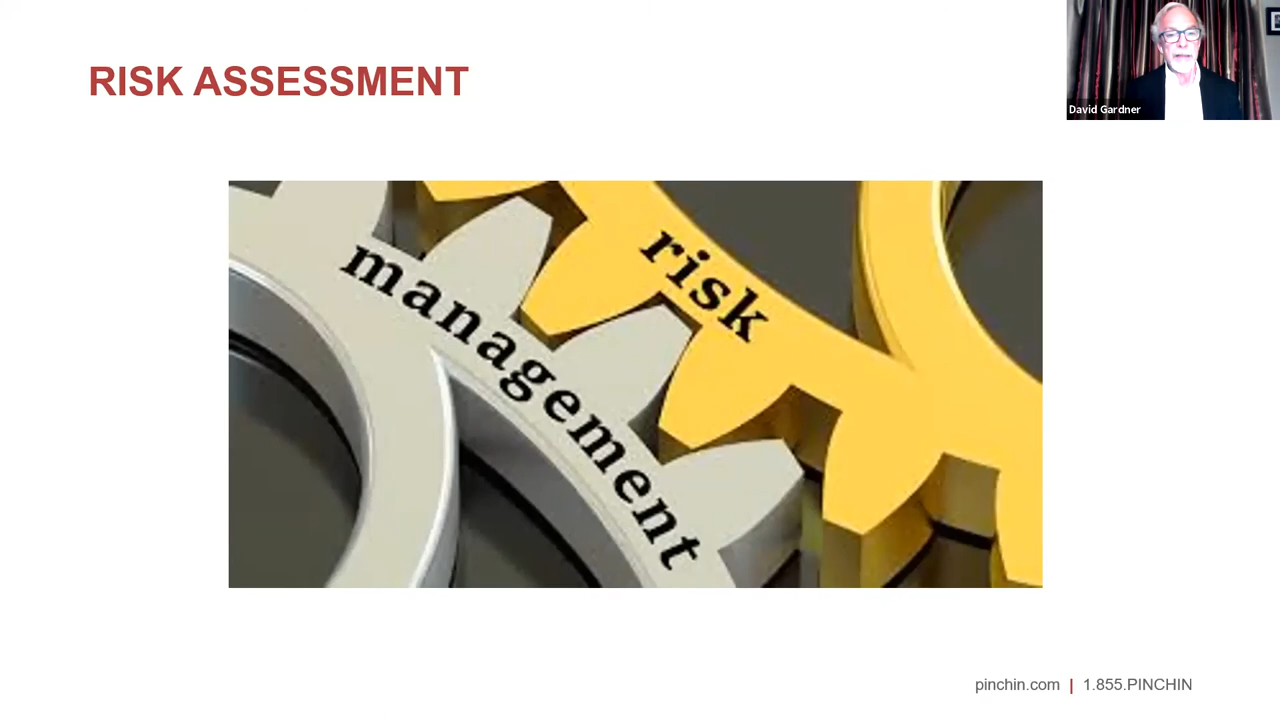 RISK ASSESSMENT
David Gardner
risk
management
pinchin.com | 1.855.PINCHIN